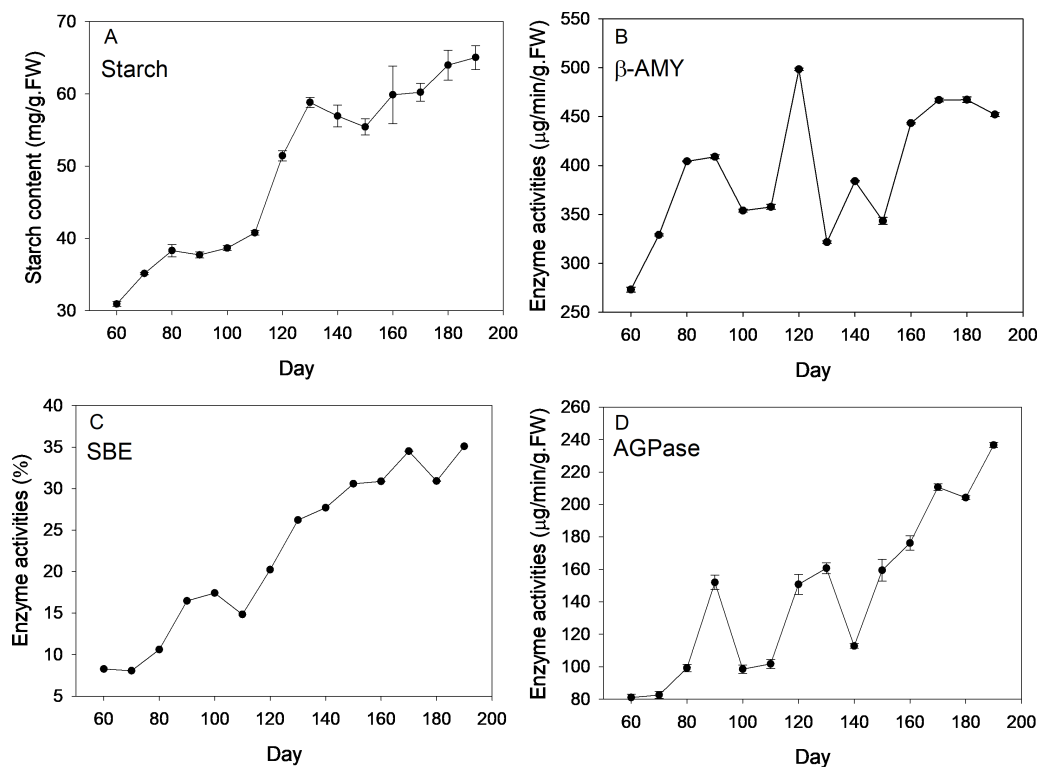 A
Starch
Starch content (mg/g.FW)
70
60
50
40
30
60 80 100 120 140 160 180 200
Day
B
β-AMY
Enzyme activities (μg/min/g.FW)
550
500
450
400
350
300
250
60 80 100 120 140 160 180 200
Day
C
SBE
Enzyme activities (%)
40
35
30
25
20
15
10
5
60 80 100 120 140 160 180 200
Day
D
AGPase
Enzyme activities (μg/min/g.FW)
260
240
220
200
180
160
140
120
100
80
60 80 100 120 140 160 180 200
Day